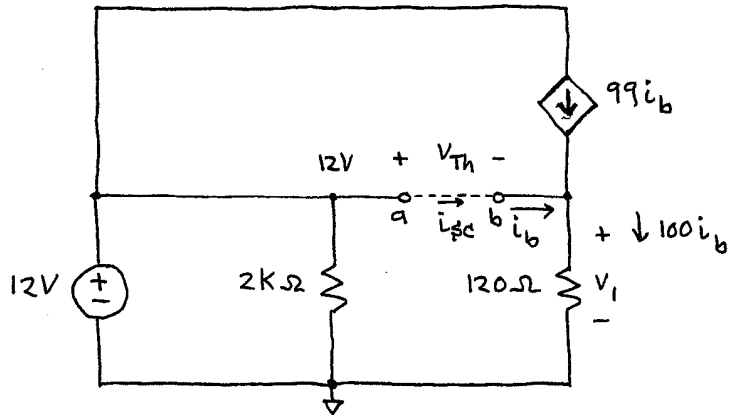 99i_b
12V + V_Th -
a i_sc b i_b
+ ↓ 100i_b
12V + - 2KΩ 120Ω V_1
-